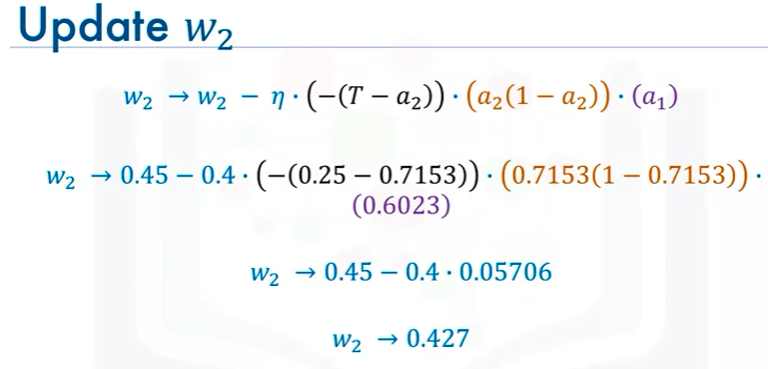 Update w₂
w₂ → w₂ − η · (−(T − a₂)) · (a₂(1 − a₂)) · (a₁)
w₂ → 0.45 − 0.4 · (−(0.25 − 0.7153)) · (0.7153(1 − 0.7153)) ·
(0.6023)
w₂ → 0.45 − 0.4 · 0.05706
w₂ → 0.427